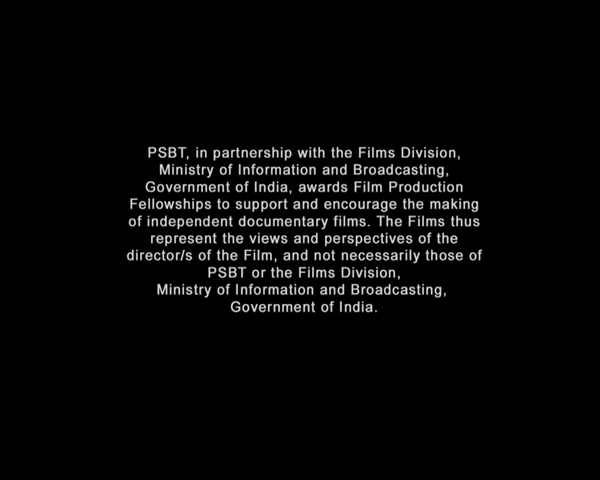 PSBT, in partnership with the Films Division,
Ministry of Information and Broadcasting,
Government of India, awards Film Production
Fellowships to support and encourage the making
of independent documentary films. The Films thus
represent the views and perspectives of the
director/s of the Film, and not necessarily those of
PSBT or the Films Division,
Ministry of Information and Broadcasting,
Government of India.